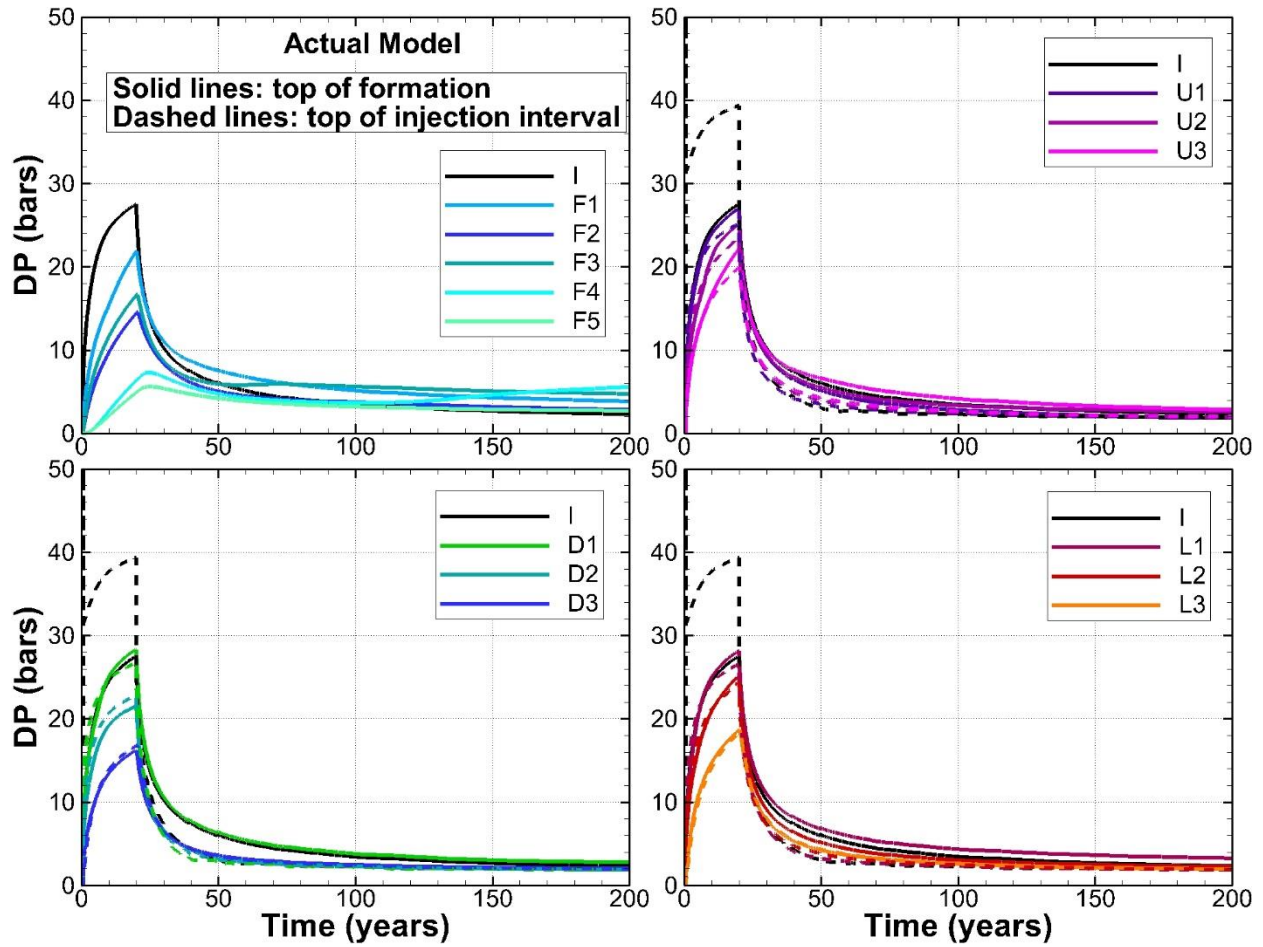 50
40
30
20
10
0
DP (bars)
Actual Model
Solid lines: top of formation
Dashed lines: top of injection interval
I
F1
F2
F3
F4
F5
0
50
100
150
200
50
40
30
20
10
0
I
U1
U2
U3
0
50
100
150
200
50
40
30
20
10
0
DP (bars)
I
D1
D2
D3
0
50
100
150
200
Time (years)
50
40
30
20
10
0
I
L1
L2
L3
0
50
100
150
200
Time (years)